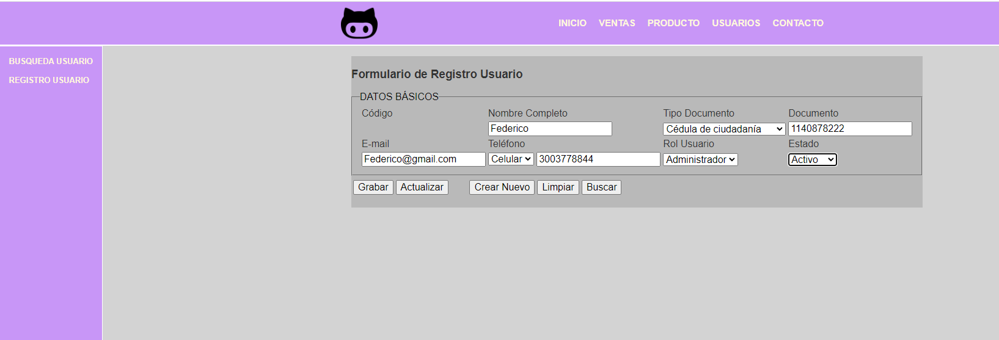 INICIO VENTAS PRODUCTO USUARIOS CONTACTO
BUSQUEDA USUARIO
REGISTRO USUARIO
Formulario de Registro Usuario
DATOS BÁSICOS
Código Nombre Completo Tipo Documento Documento
Federico Cédula de ciudadanía 1140878222
E-mail Teléfono Rol Usuario Estado
Federico@gmail.com Celular 3003778844 Administrador Activo
Grabar Actualizar Crear Nuevo Limpiar Buscar